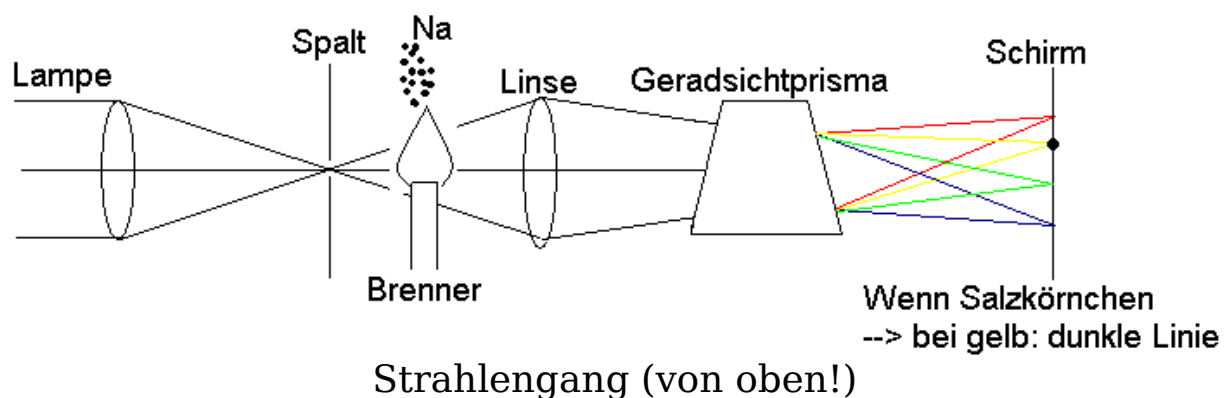 Na
Spalt
Schirm
Lampe
Linse
Geradsichtprisma
Brenner
Wenn Salzkörnchen
--> bei gelb: dunkle Linie
Strahlengang (von oben!)